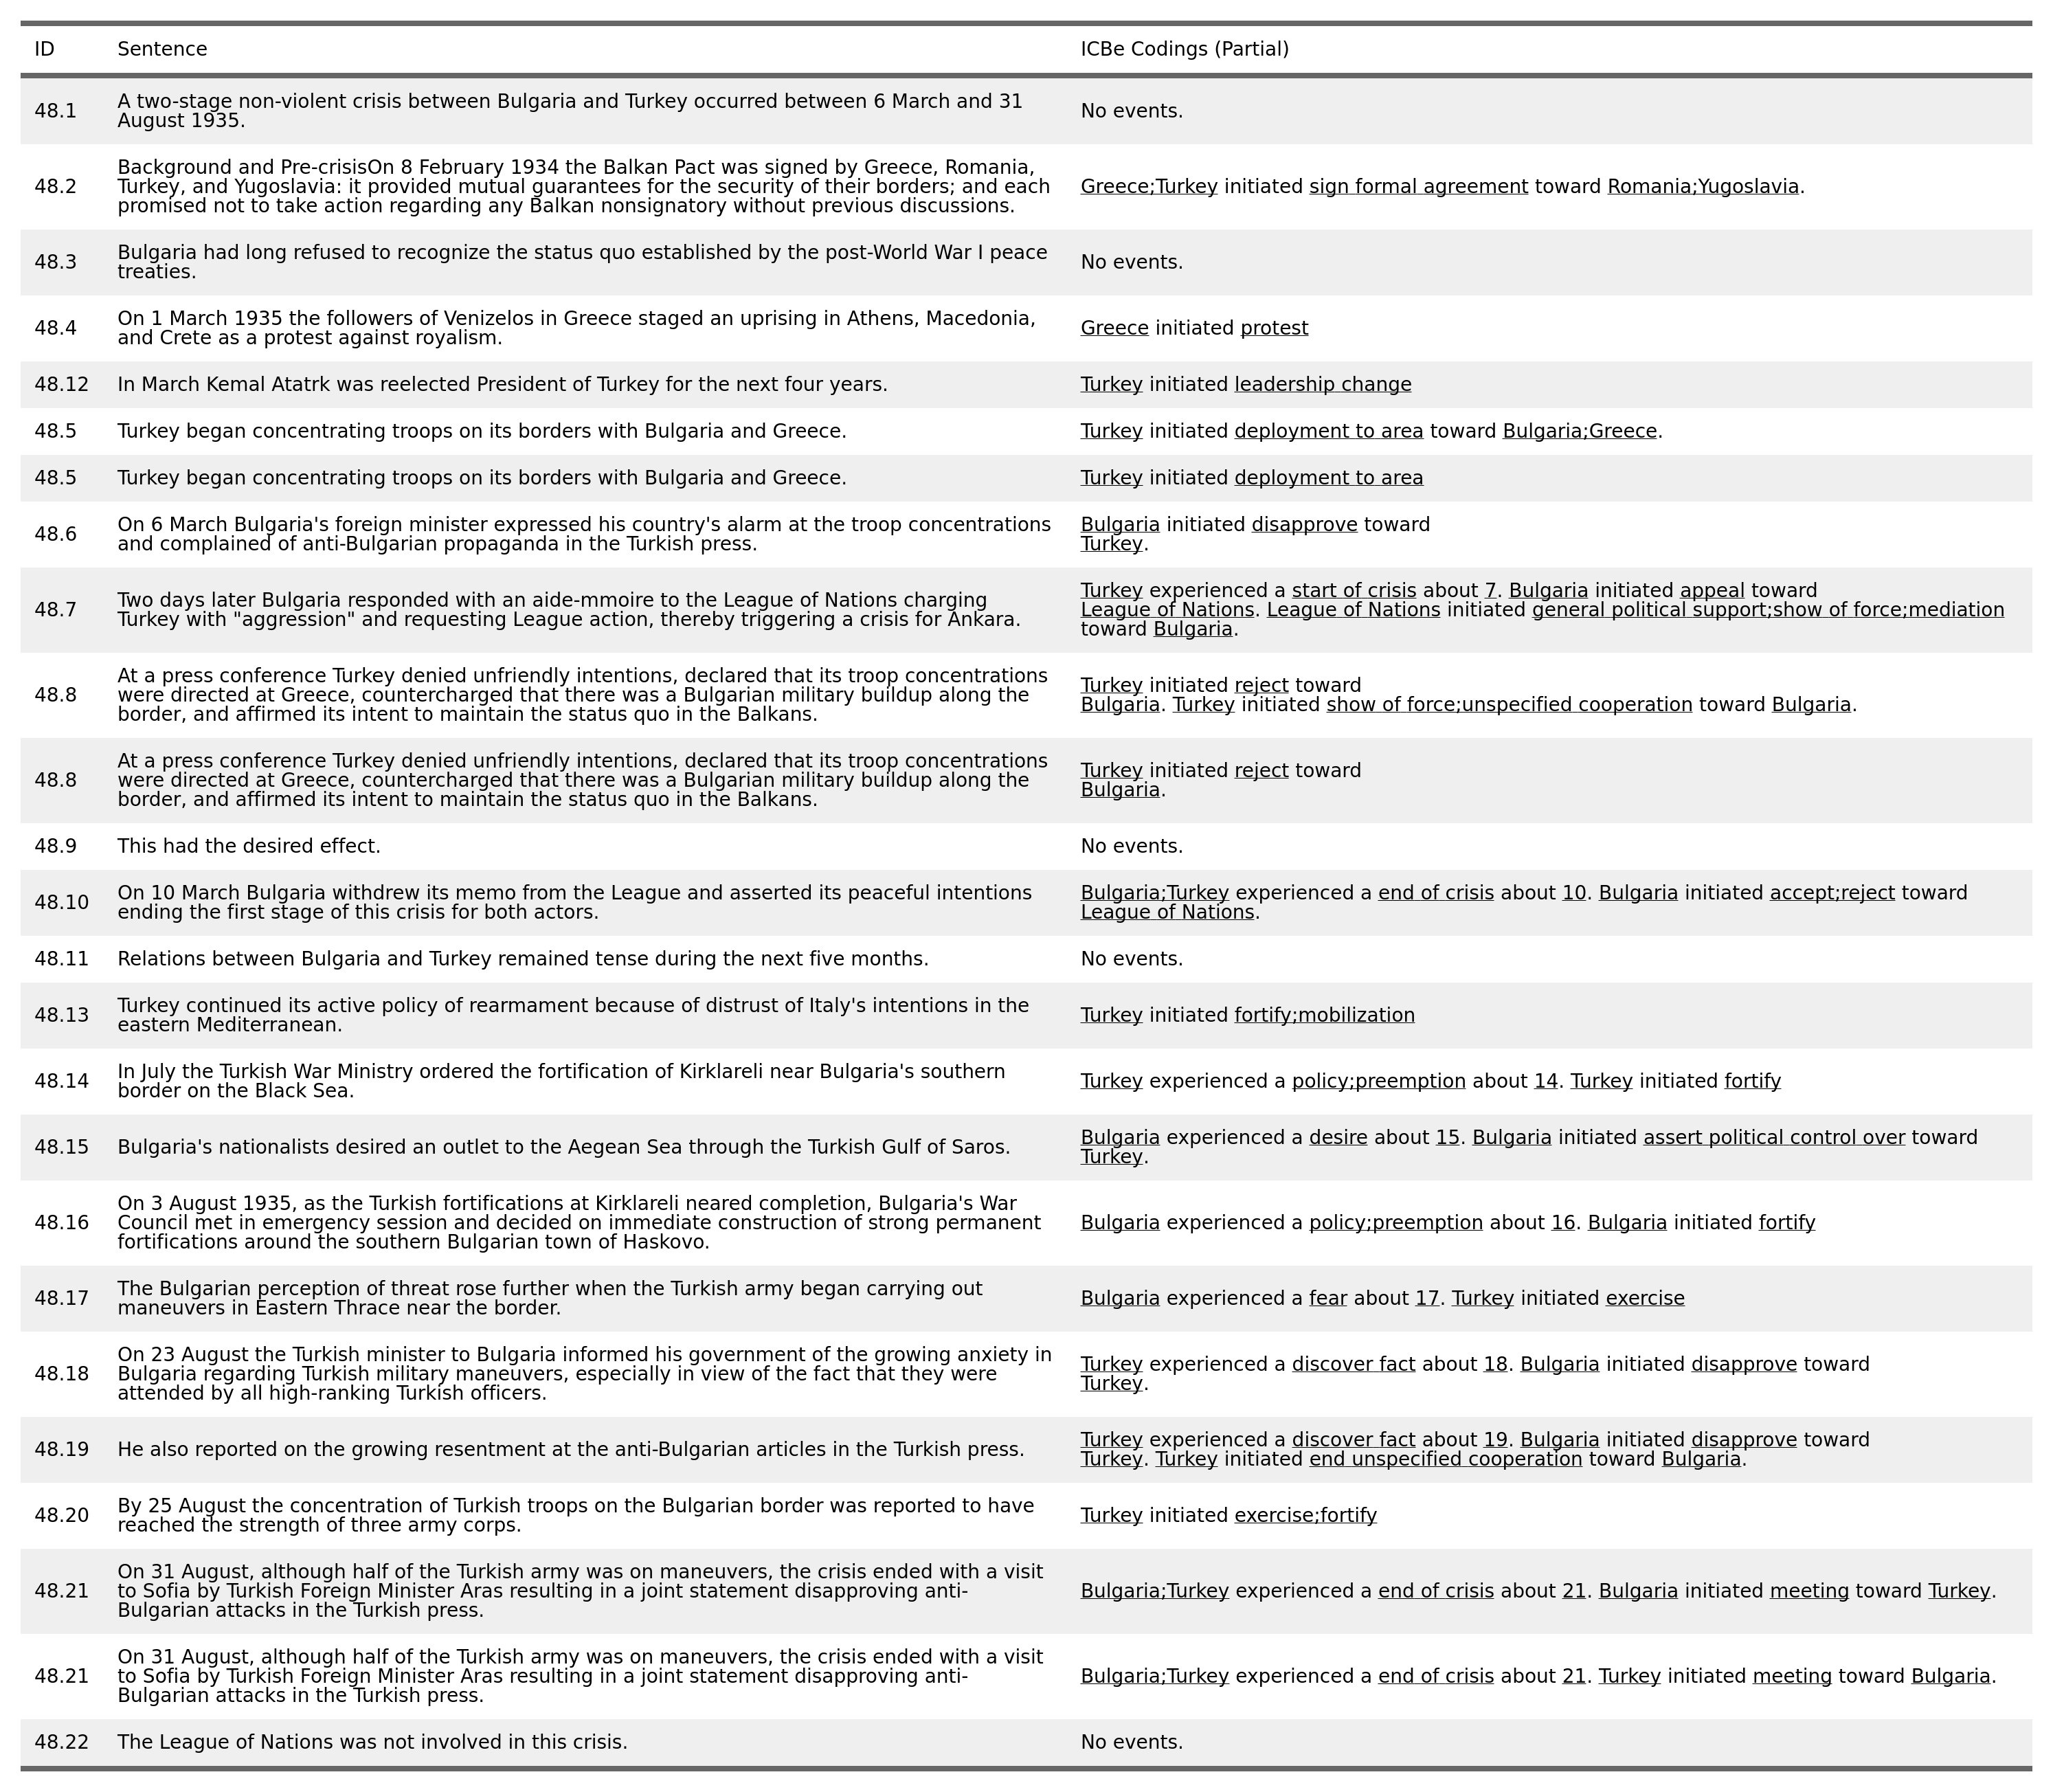 ID Sentence ICBe Codings (Partial)
48.1 A two-stage non-violent crisis between Bulgaria and Turkey occurred between 6 March and 31 No events.
August 1935.
Background and Pre-crisisOn 8 February 1934 the Balkan Pact was signed by Greece, Romania,
48.2 Turkey, and Yugoslavia: it provided mutual guarantees for the security of their borders; and each Greece;Turkey initiated sign formal agreement toward Romania;Yugoslavia.
promised not to take action regarding any Balkan nonsignatory without previous discussions.
48.3 Bulgaria had long refused to recognize the status quo established by the post-World War I peace No events.
treaties.
48.4 On 1 March 1935 the followers of Venizelos in Greece staged an uprising in Athens, Macedonia, Greece initiated protest
and Crete as a protest against royalism.
48.12 In March Kemal Atatrk was reelected President of Turkey for the next four years. Turkey initiated leadership change
48.5 Turkey began concentrating troops on its borders with Bulgaria and Greece. Turkey initiated deployment to area toward Bulgaria;Greece.
48.5 Turkey began concentrating troops on its borders with Bulgaria and Greece. Turkey initiated deployment to area
48.6 On 6 March Bulgaria's foreign minister expressed his country's alarm at the troop concentrations Bulgaria initiated disapprove toward
and complained of anti-Bulgarian propaganda in the Turkish press. Turkey.
Turkey experienced a start of crisis about 7. Bulgaria initiated appeal toward
48.7 Two days later Bulgaria responded with an aide-mmoire to the League of Nations charging League of Nations. League of Nations initiated general political support;show of force;mediation
Turkey with "aggression" and requesting League action, thereby triggering a crisis for Ankara. toward Bulgaria.
At a press conference Turkey denied unfriendly intentions, declared that its troop concentrations Turkey initiated reject toward
48.8 were directed at Greece, countercharged that there was a Bulgarian military buildup along the Bulgaria. Turkey initiated show of force;unspecified cooperation toward Bulgaria.
border, and affirmed its intent to maintain the status quo in the Balkans.
At a press conference Turkey denied unfriendly intentions, declared that its troop concentrations Turkey initiated reject toward
48.8 were directed at Greece, countercharged that there was a Bulgarian military buildup along the Bulgaria.
border, and affirmed its intent to maintain the status quo in the Balkans.
48.9 This had the desired effect. No events.
48.10 On 10 March Bulgaria withdrew its memo from the League and asserted its peaceful intentions Bulgaria;Turkey experienced a end of crisis about 10. Bulgaria initiated accept;reject toward
ending the first stage of this crisis for both actors. League of Nations.
48.11 Relations between Bulgaria and Turkey remained tense during the next five months. No events.
48.13 Turkey continued its active policy of rearmament because of distrust of Italy's intentions in the Turkey initiated fortify;mobilization
eastern Mediterranean.
48.14 In July the Turkish War Ministry ordered the fortification of Kirklareli near Bulgaria's southern Turkey experienced a policy;preemption about 14. Turkey initiated fortify
border on the Black Sea.
48.15 Bulgaria's nationalists desired an outlet to the Aegean Sea through the Turkish Gulf of Saros. Bulgaria experienced a desire about 15. Bulgaria initiated assert political control over toward
Turkey.
On 3 August 1935, as the Turkish fortifications at Kirklareli neared completion, Bulgaria's War
48.16 Council met in emergency session and decided on immediate construction of strong permanent Bulgaria experienced a policy;preemption about 16. Bulgaria initiated fortify
fortifications around the southern Bulgarian town of Haskovo.
48.17 The Bulgarian perception of threat rose further when the Turkish army began carrying out Bulgaria experienced a fear about 17. Turkey initiated exercise
maneuvers in Eastern Thrace near the border.
On 23 August the Turkish minister to Bulgaria informed his government of the growing anxiety in Turkey experienced a discover fact about 18. Bulgaria initiated disapprove toward
48.18 Bulgaria regarding Turkish military maneuvers, especially in view of the fact that they were Turkey.
attended by all high-ranking Turkish officers.
48.19 He also reported on the growing resentment at the anti-Bulgarian articles in the Turkish press. Turkey experienced a discover fact about 19. Bulgaria initiated disapprove toward
Turkey. Turkey initiated end unspecified cooperation toward Bulgaria.
48.20 By 25 August the concentration of Turkish troops on the Bulgarian border was reported to have Turkey initiated exercise;fortify
reached the strength of three army corps.
On 31 August, although half of the Turkish army was on maneuvers, the crisis ended with a visit
48.21 to Sofia by Turkish Foreign Minister Aras resulting in a joint statement disapproving anti- Bulgaria;Turkey experienced a end of crisis about 21. Bulgaria initiated meeting toward Turkey.
Bulgarian attacks in the Turkish press.
On 31 August, although half of the Turkish army was on maneuvers, the crisis ended with a visit
48.21 to Sofia by Turkish Foreign Minister Aras resulting in a joint statement disapproving anti- Bulgaria;Turkey experienced a end of crisis about 21. Turkey initiated meeting toward Bulgaria.
Bulgarian attacks in the Turkish press.
48.22 The League of Nations was not involved in this crisis. No events.